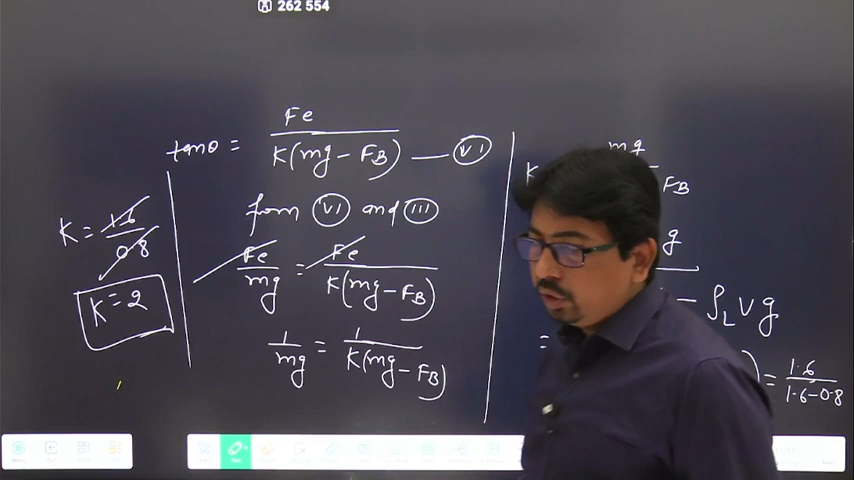 262 554
tanθ = Fe / K(mg - FB) — VI
from VI and III
Fe / mg = Fe / K(mg - FB)
1 / mg = 1 / K(mg - FB)
K = 1.6 / 0.8
K = 2
K
mg
FB
g
- ρL V g
=
) = 1.6 / 1.6-0.8